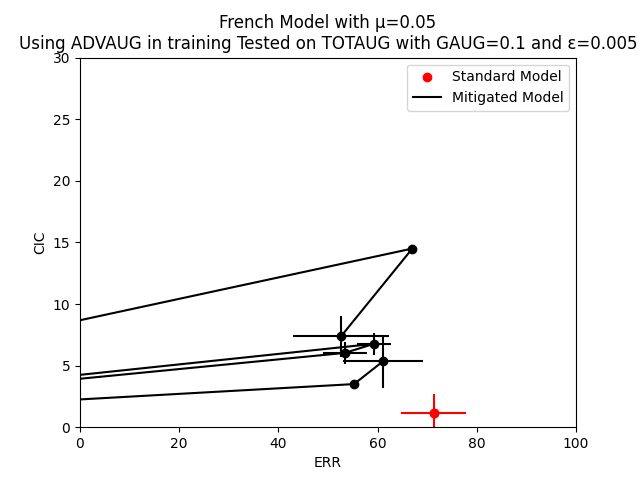 French Model with μ=0.05
Using ADVAUG in training Tested on TOTAUG with GAUG=0.1 and ε=0.005
Standard Model
Mitigated Model
30
25
20
15
10
5
0
CIC
0 20 40 60 80 100
ERR